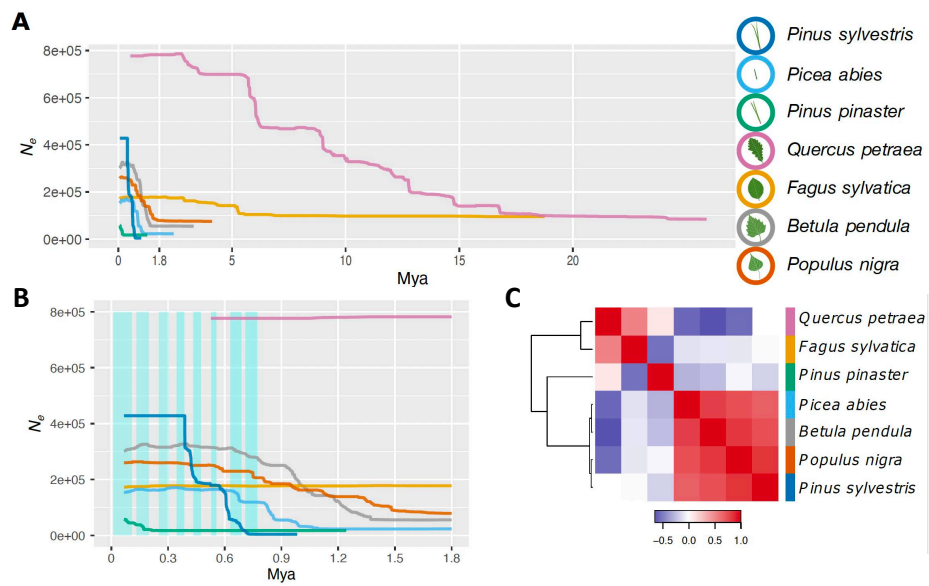 A
8e+05
6e+05
4e+05
2e+05
0e+00
Ne
0 1.8 5 10 15 20
Mya
Pinus sylvestris
Picea abies
Pinus pinaster
Quercus petraea
Fagus sylvatica
Betula pendula
Populus nigra
B
8e+05
6e+05
4e+05
2e+05
0e+00
Ne
0 0.3 0.6 0.9 1.2 1.5 1.8
Mya
C
Quercus petraea
Fagus sylvatica
Pinus pinaster
Picea abies
Betula pendula
Populus nigra
Pinus sylvestris
−0.5 0.0 0.5 1.0